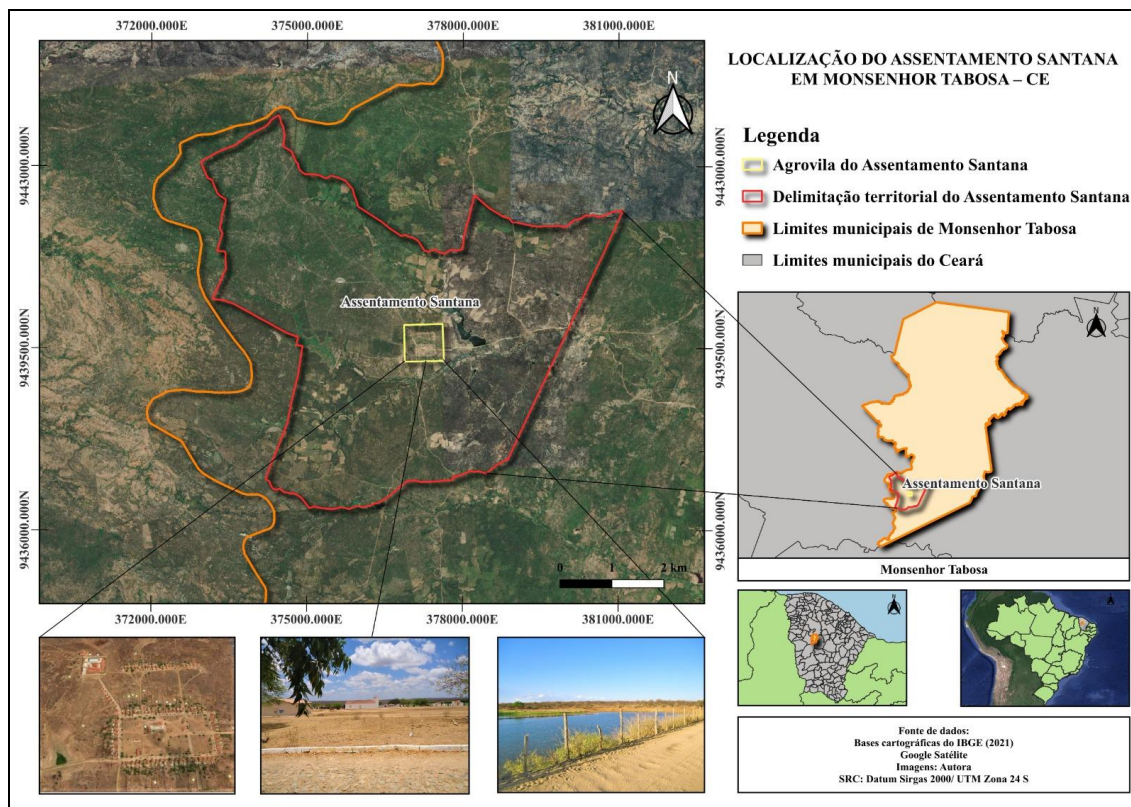 372000.000E 375000.000E 378000.000E 381000.000E
LOCALIZAÇÃO DO ASSENTAMENTO SANTANA
EM MONSENHOR TABOSA – CE
N
Legenda
Agrovila do Assentamento Santana
Delimitação territorial do Assentamento Santana
Limites municipais de Monsenhor Tabosa
Limites municipais do Ceará
9443000.000N 9443000.000N
9439500.000N 9439500.000N
9436000.000N 9436000.000N
Assentamento Santana
0 1 2 km
372000.000E 375000.000E 378000.000E 381000.000E
N
Assentamento Santana
Monsenhor Tabosa
Fonte de dados:
Bases cartográficas do IBGE (2021)
Google Satélite
Imagens: Autora
SRC: Datum Sirgas 2000/ UTM Zona 24 S